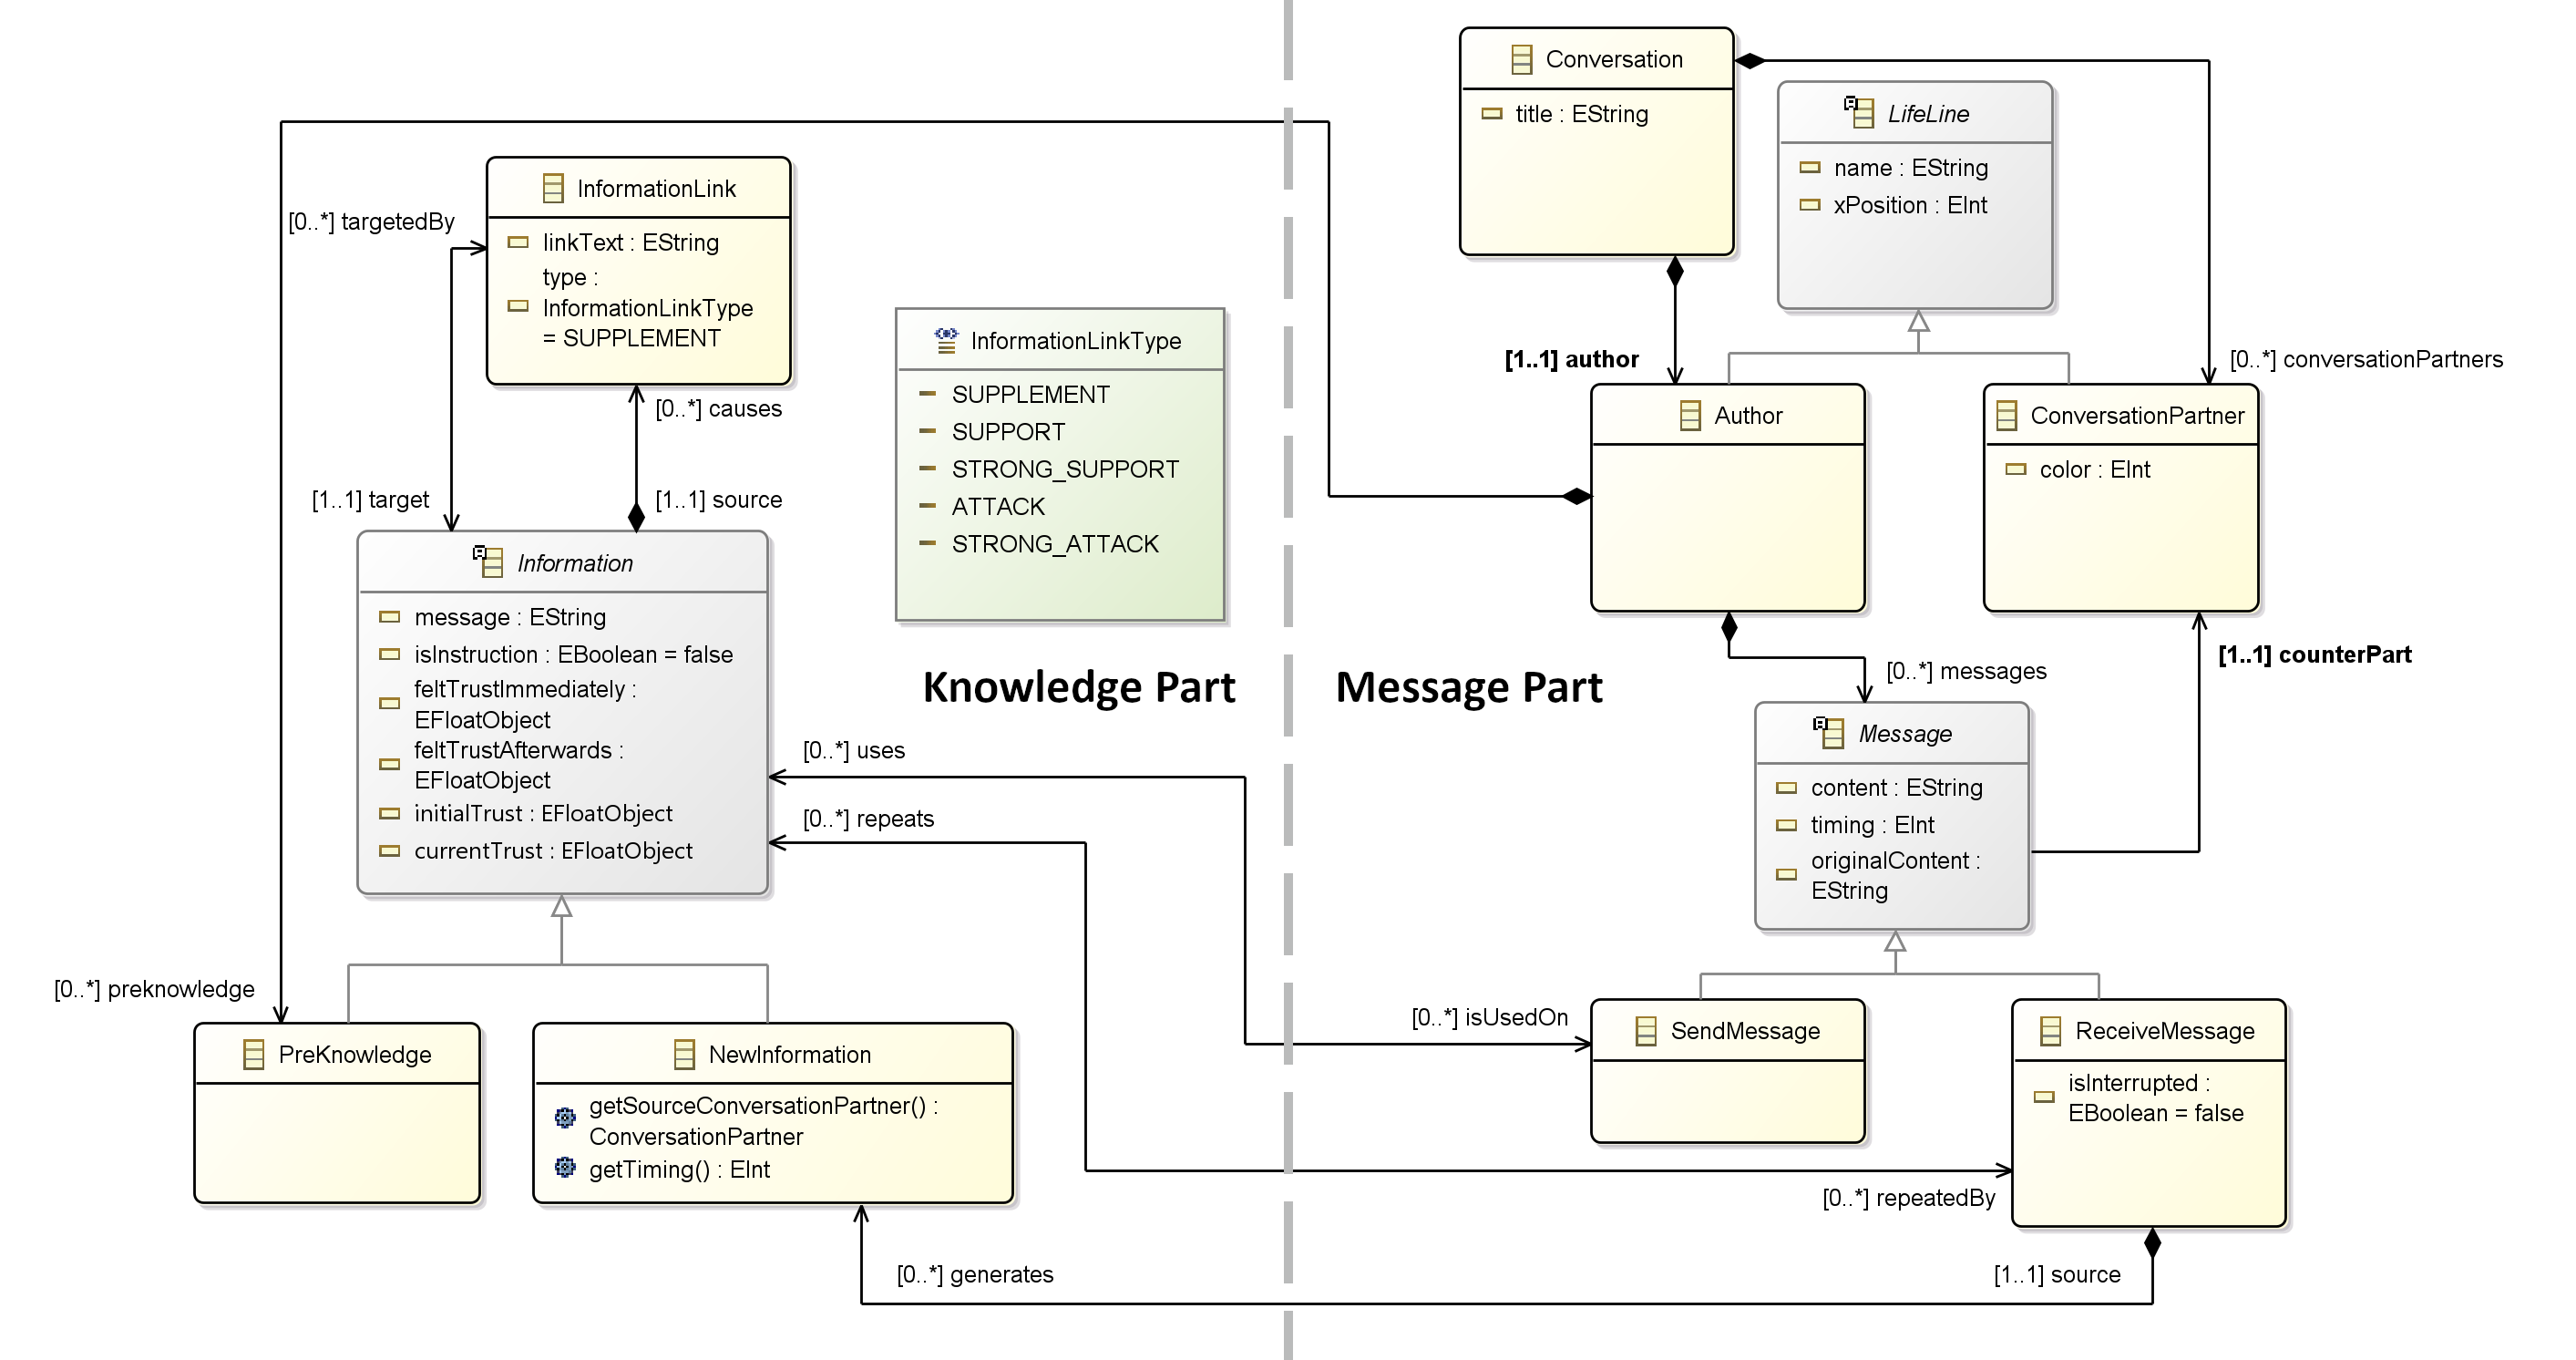 Conversation
title : EString
LifeLine
name : EString
xPosition : EInt
InformationLink
linkText : EString
type :
InformationLinkType
= SUPPLEMENT
[0..*] targetedBy
InformationLinkType
SUPPLEMENT
SUPPORT
STRONG_SUPPORT
ATTACK
STRONG_ATTACK
[1..1] author
[0..*] conversationPartners
Author
ConversationPartner
color : EInt
[0..*] causes
[1..1] target
[1..1] source
Information
message : EString
isInstruction : EBoolean = false
feltTrustImmediately :
EFloatObject
feltTrustAfterwards :
EFloatObject
initialTrust : EFloatObject
currentTrust : EFloatObject
Knowledge Part
Message Part
[1..1] counterPart
[0..*] messages
Message
content : EString
timing : EInt
originalContent :
EString
[0..*] uses
[0..*] repeats
[0..*] preknowledge
PreKnowledge
NewInformation
getSourceConversationPartner() :
ConversationPartner
getTiming() : EInt
[0..*] isUsedOn
SendMessage
ReceiveMessage
isInterrupted :
EBoolean = false
[0..*] repeatedBy
[0..*] generates
[1..1] source